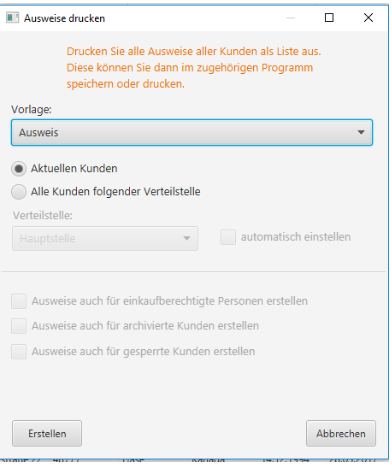 Ausweise drucken
Drucken Sie alle Ausweise aller Kunden als Liste aus.
Diese können Sie dann im zugehörigen Programm
speichern oder drucken.
Vorlage:
Ausweis
Aktuellen Kunden
Alle Kunden folgender Verteilstelle
Verteilstelle:
Hauptstelle
automatisch einstellen
Ausweise auch für einkaufberechtigte Personen erstellen
Ausweise auch für archivierte Kunden erstellen
Ausweise auch für gesperrte Kunden erstellen
Erstellen
Abbrechen